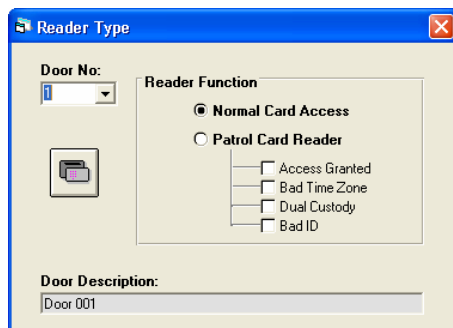 Reader Type
Door No:
1
Reader Function
Normal Card Access
Patrol Card Reader
Access Granted
Bad Time Zone
Dual Custody
Bad ID
Door Description:
Door 001